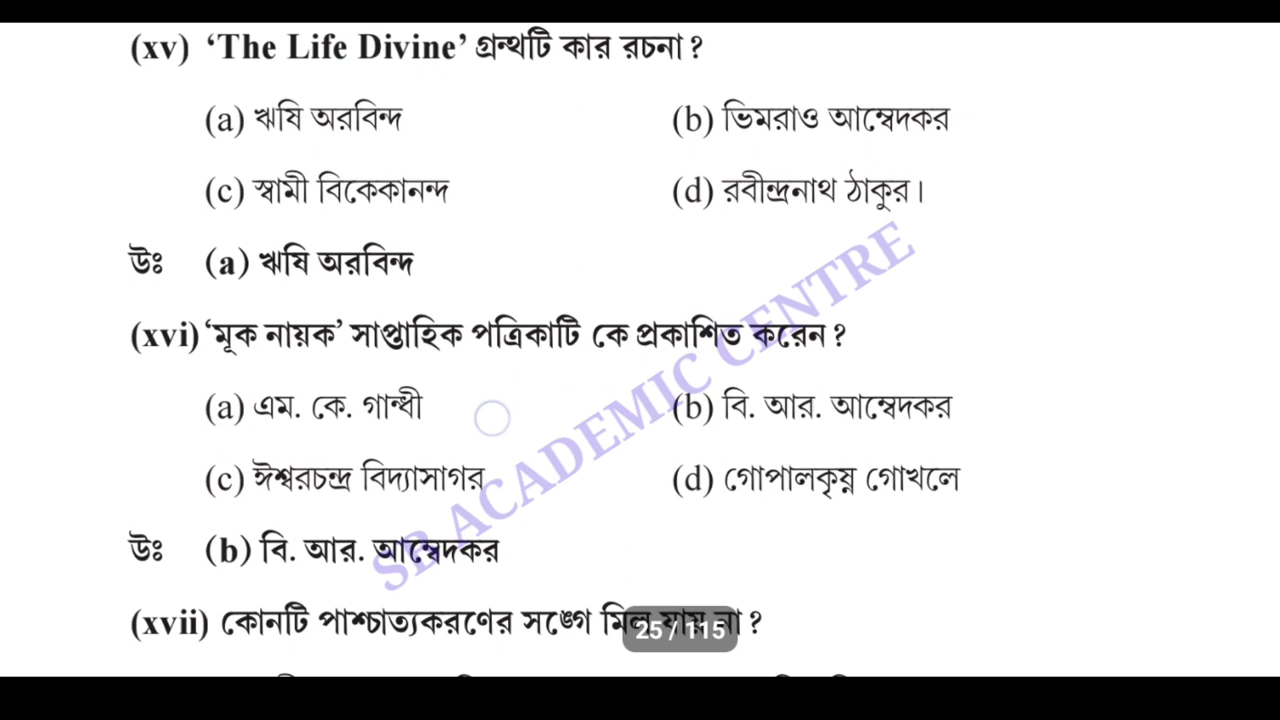 (xv) ‘The Life Divine’ গ্রন্থটি কার রচনা?
(a) ঋষি অরবিন্দ (b) ভিমরাও আম্বেদকর
(c) স্বামী বিকেকানন্দ (d) রবীন্দ্রনাথ ঠাকুর।
উঃ (a) ঋষি অরবিন্দ
(xvi) ‘মূক নায়ক’ সাপ্তাহিক পত্রিকাটি কে প্রকাশিত করেন?
(a) এম. কে. গান্ধী (b) বি. আর. আম্বেদকর
(c) ঈশ্বরচন্দ্র বিদ্যাসাগর (d) গোপালকৃষ্ণ গোখলে
উঃ (b) বি. আর. আম্বেদকর
(xvii) কোনটি পাশ্চাত্যকরণের সঙ্গে মিল যায় না?
25 / 115
SB ACADEMIC CENTRE